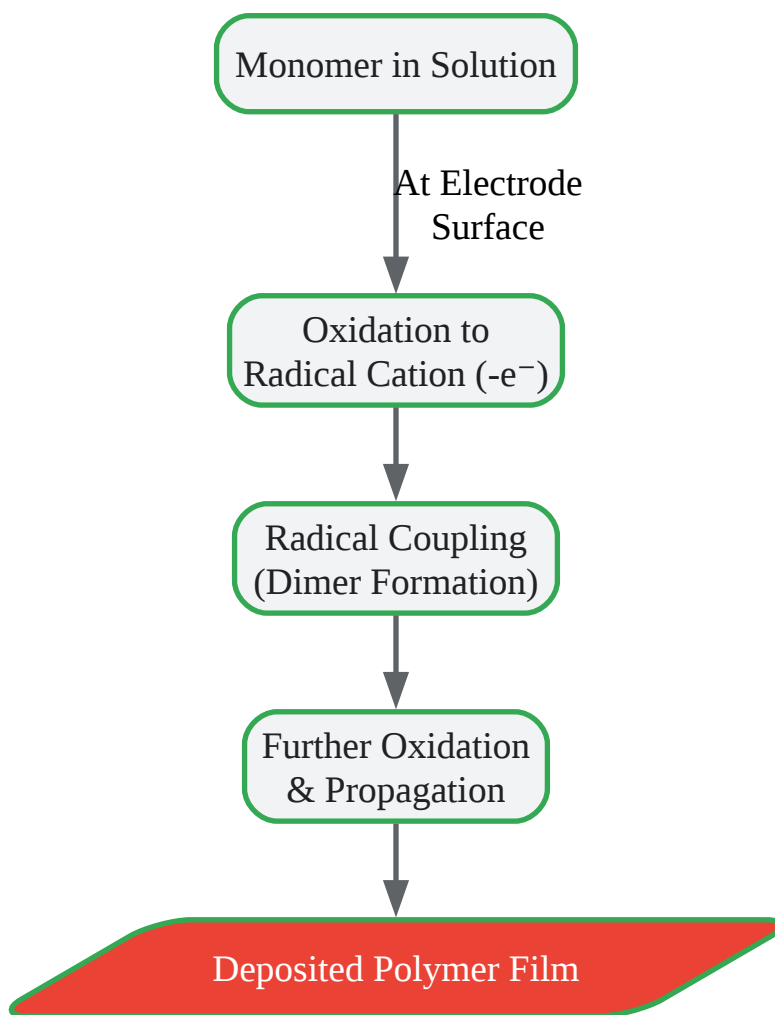 Monomer in Solution
At Electrode
Surface
Oxidation to
Radical Cation (-e⁻)
Radical Coupling
(Dimer Formation)
Further Oxidation
& Propagation
Deposited Polymer Film